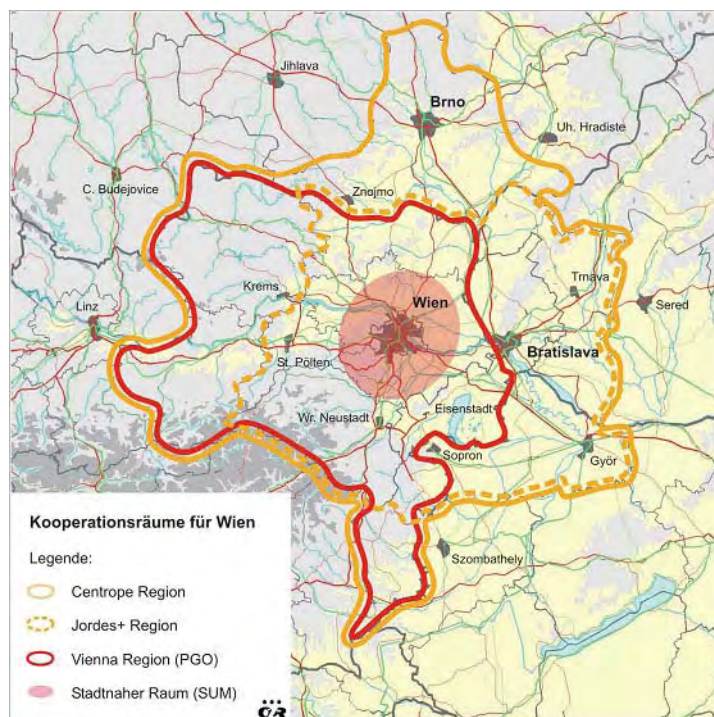 Jihlava
Brno
Uh. Hradiste
C. Budejovice
Znojmo
Krems
Wien
Trnava
Linz
Sered
St. Pölten
Bratislava
Wr. Neustadt
Eisenstadt
Sopron
Györ
Szombathely
Kooperationsräume für Wien
Legende:
Centrope Region
Jordes+ Region
Vienna Region (PGO)
Stadtnaher Raum (SUM)